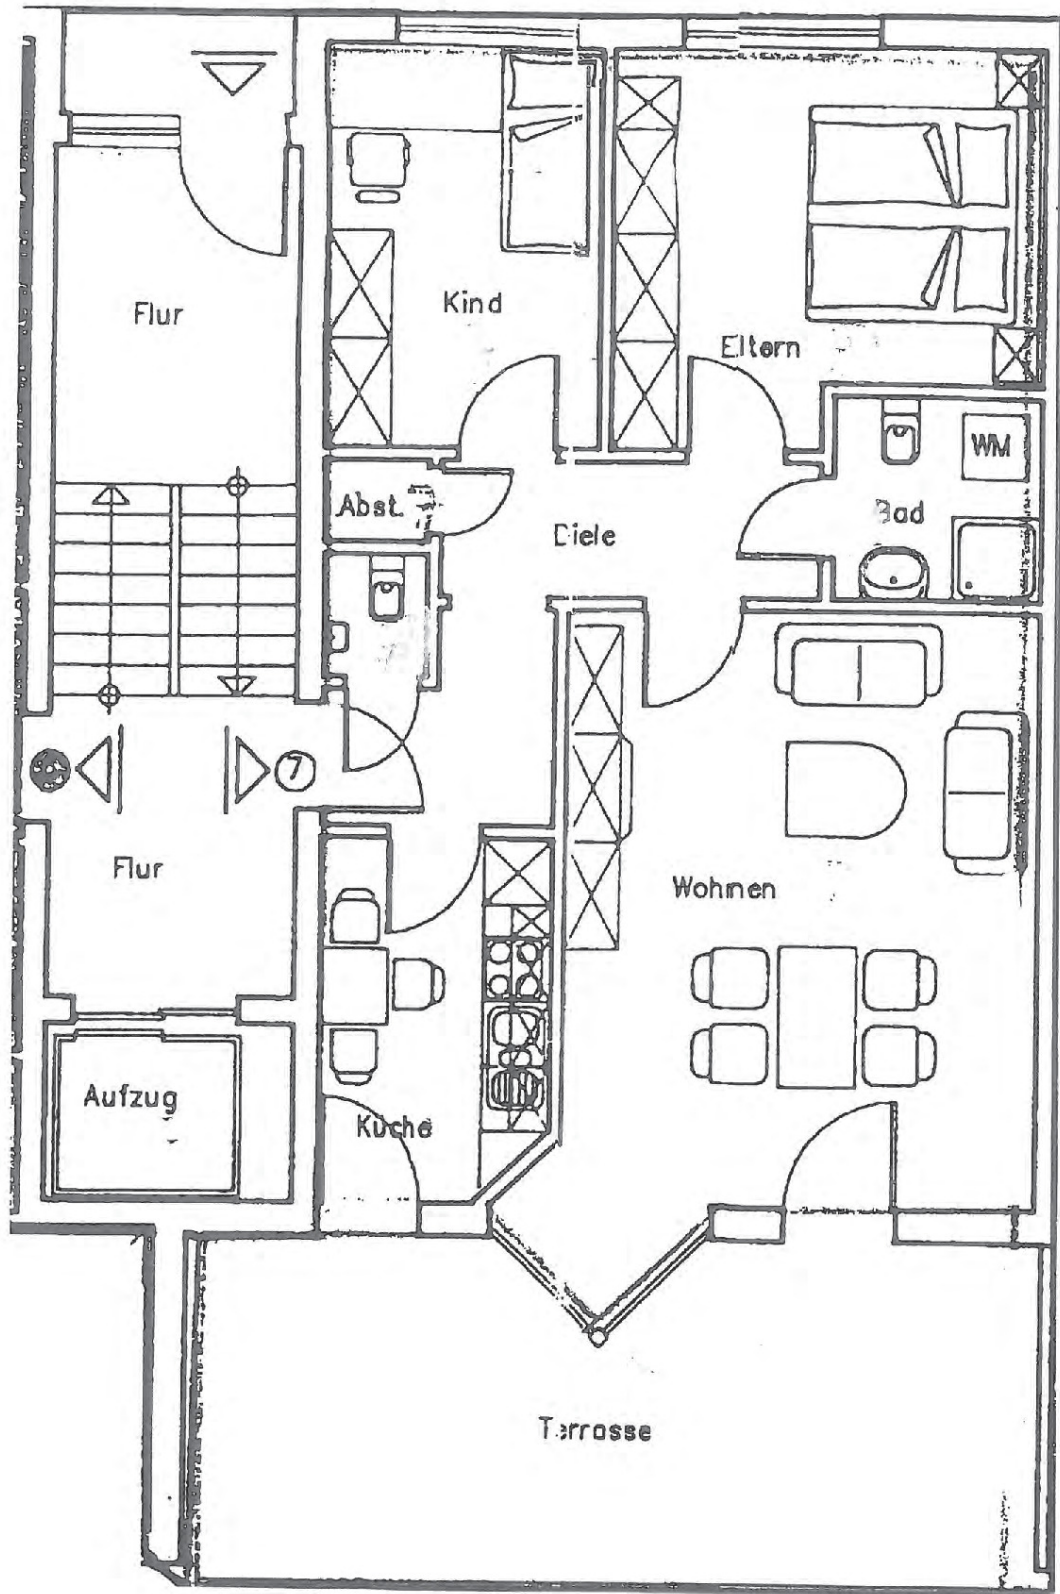 Flur
Kind
Eltern
WM
Abst.
Diele
Bad
7
Flur
Wohnen
Aufzug
Küche
Terrasse